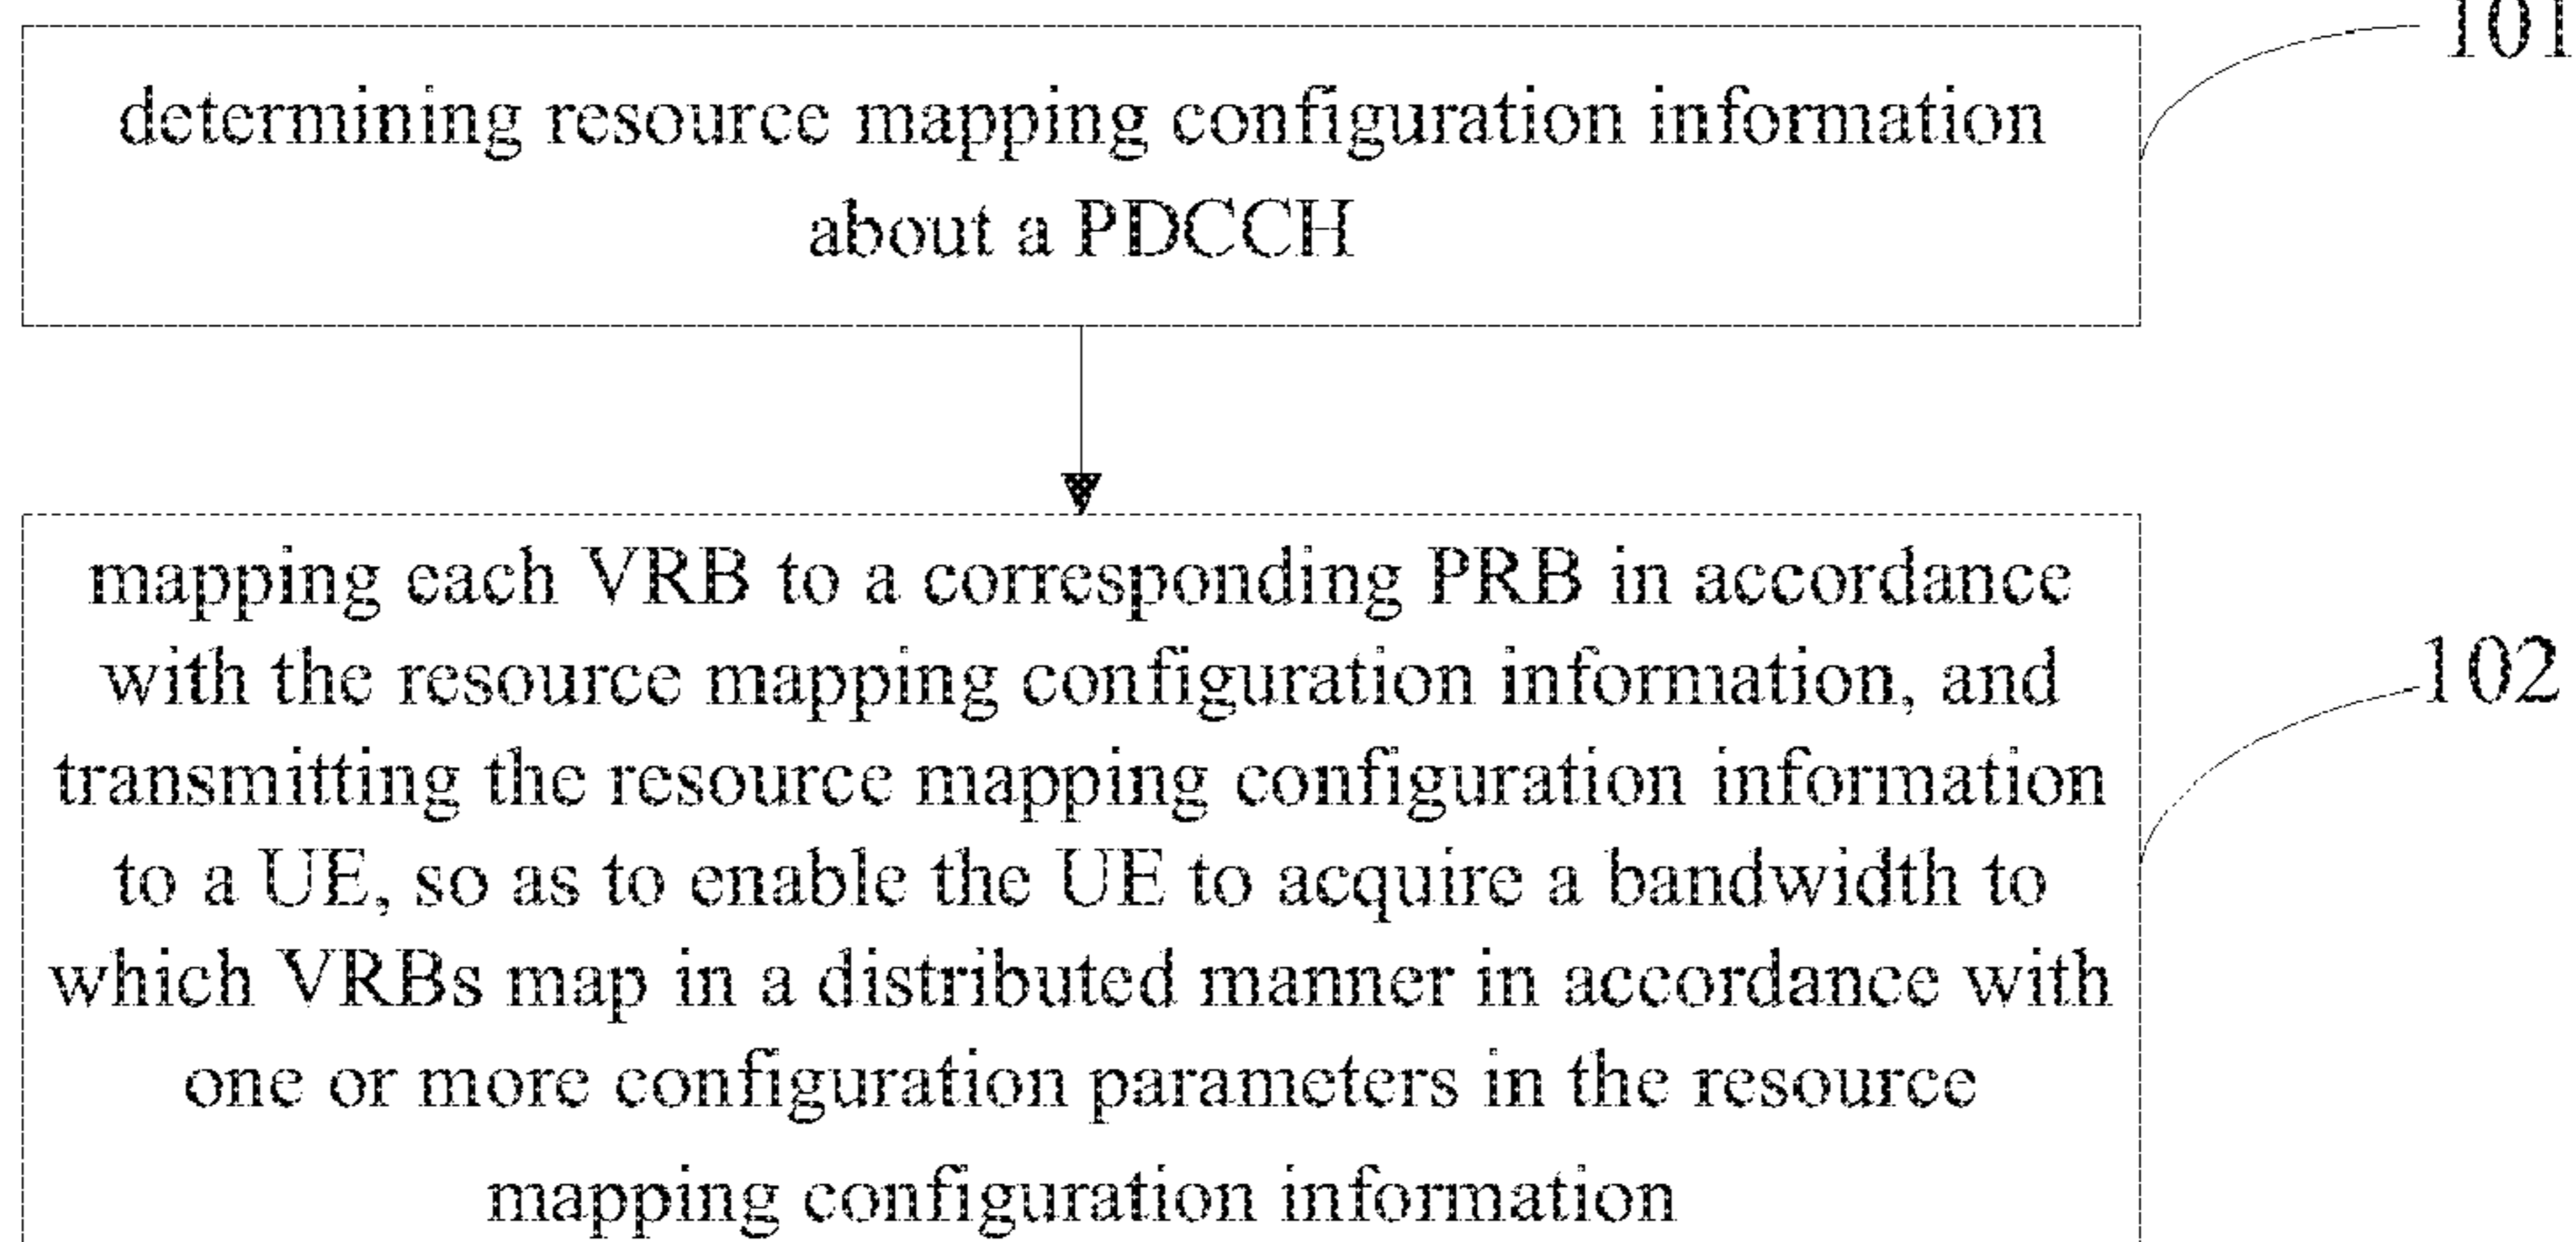 101
determining resource mapping configuration information
about a PDCCH
mapping each VRB to a corresponding PRB in accordance
with the resource mapping configuration information, and
102
transmitting the resource mapping configuration information
to a UE, so as to enable the UE to acquire a bandwidth to
which VRBs map in a distributed manner in accordance with
one or more configuration parameters in the resource
mapping configuration information